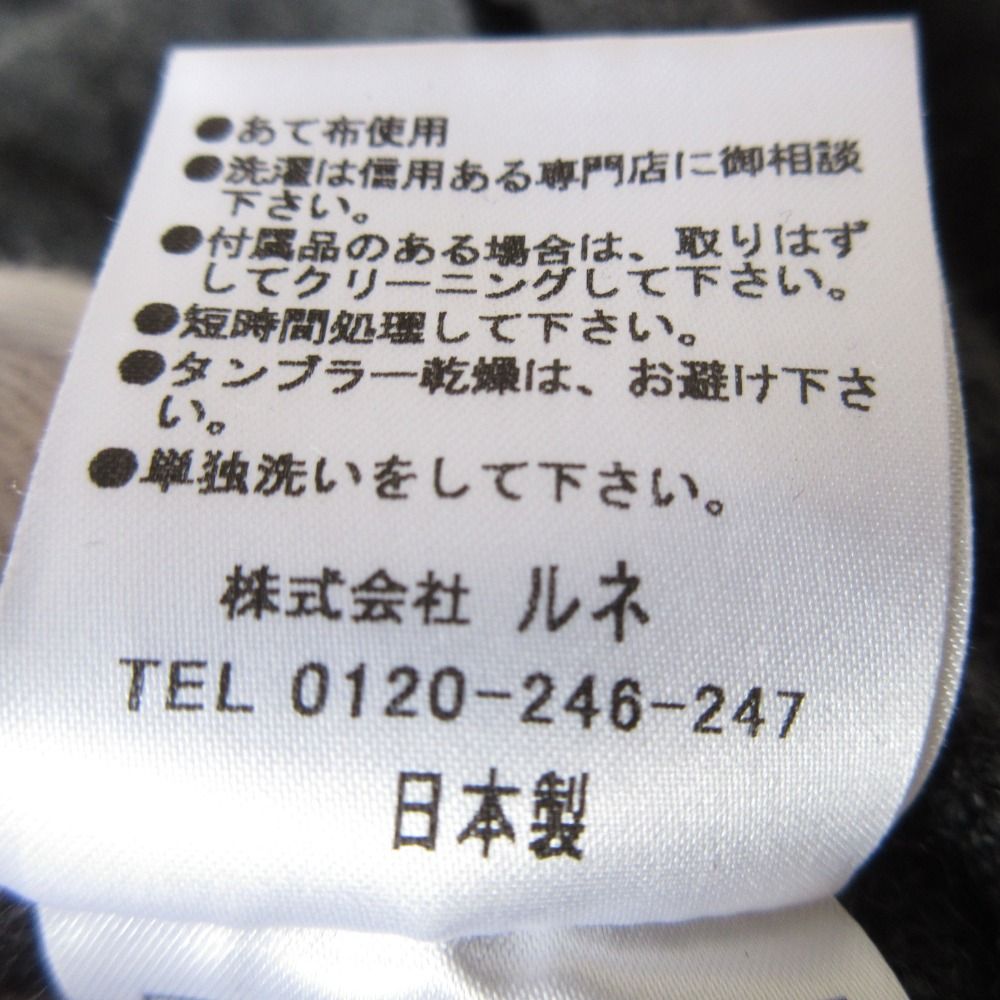 ●あて布使用
●洗濯は信用ある専門店に御相談
下さい。
●付属品のある場合は、取りはず
してクリーニングして下さい。
●短時間処理して下さい。
●タンブラー乾燥は、お避け下さ
い。
●単独洗いをして下さい。
株式会社 ルネ
TEL 0120-246-247
日本製